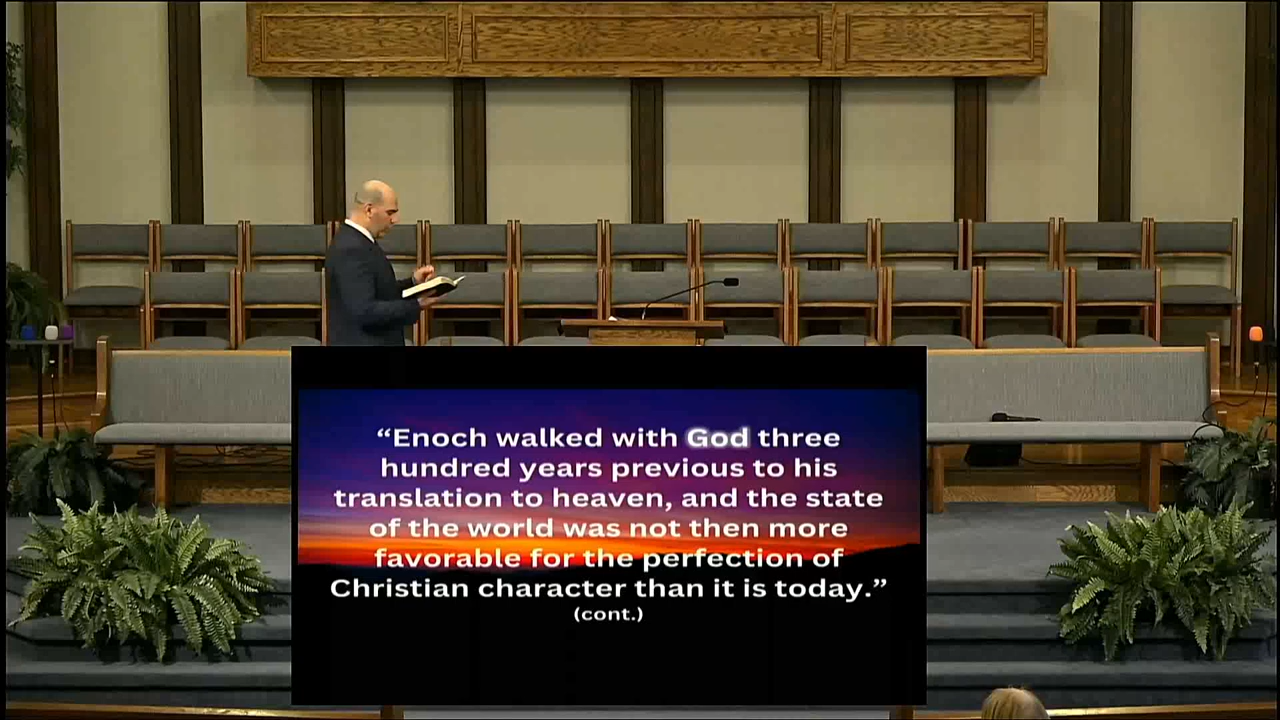 “Enoch walked with God three
hundred years previous to his
translation to heaven, and the state
of the world was not then more
favorable for the perfection of
Christian character than it is today.”
(cont.)